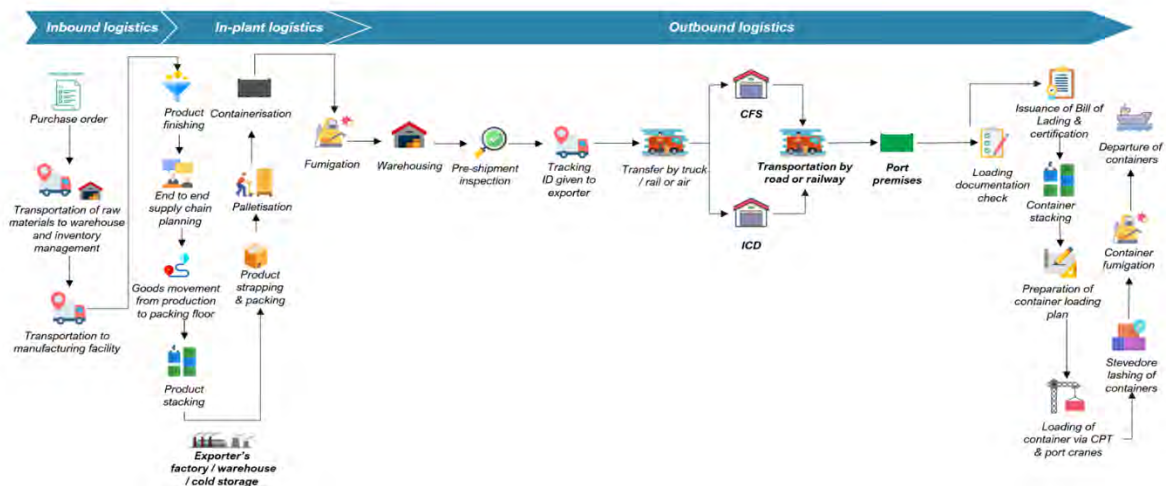 Inbound logistics
In-plant logistics
Outbound logistics
Purchase order
Transportation of raw
materials to warehouse
and inventory
management
Transportation to
manufacturing facility
Product
finishing
End to end
supply chain
planning
Goods movement
from production
to packing floor
Product
stacking
Exporter's
factory / warehouse
/ cold storage
Containerisation
Palletisation
Product
strapping
& packing
Fumigation
Warehousing
Pre-shipment
inspection
Tracking
ID given to
exporter
Transfer by truck
/ rail or air
CFS
ICD
Transportation by
road or railway
Port
premises
Loading
documentation
check
Issuance of Bill of
Lading &
certification
Container
stacking
Preparation of
container loading
plan
Loading of
container via CPT
& port cranes
Stevedore
lashing of
containers
Container
fumigation
Departure of
containers